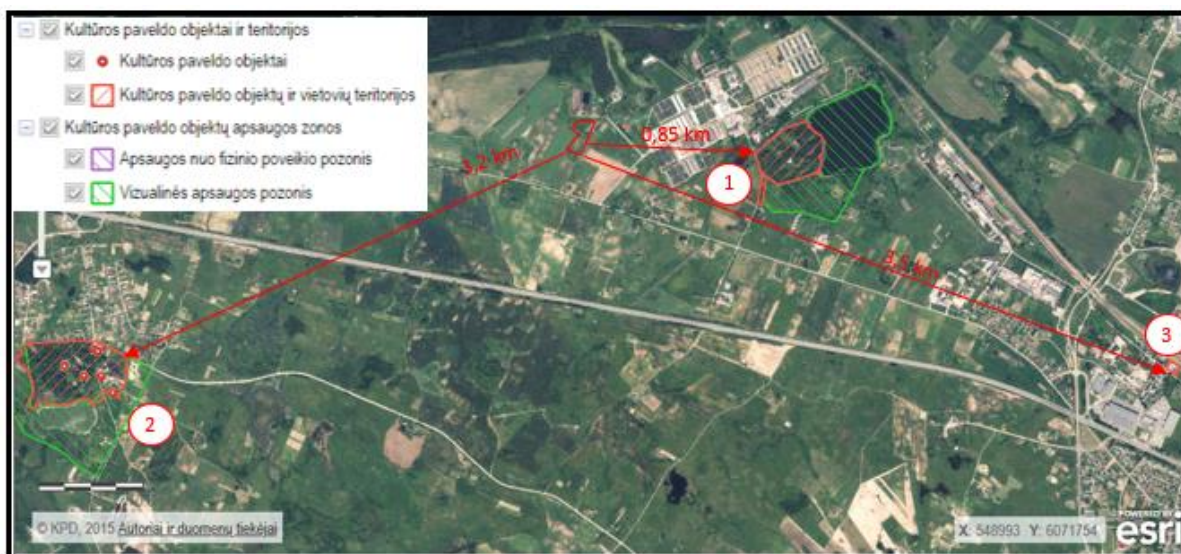 Kultūros paveldo objektai ir teritorijos
Kultūros paveldo objektai
Kultūros paveldo objektų ir vietovių teritorijos
Kultūros paveldo objektų apsaugos zonos
Apsaugos nuo fizinio poveikio pozonis
Vizualinės apsaugos pozonis
0,85 km
3,2 km
1
3,5 km
3
2
© KPD, 2015 Autoriai ir duomenų tiekėjai
X: 548993 Y: 6071754
POWERED BY
esri